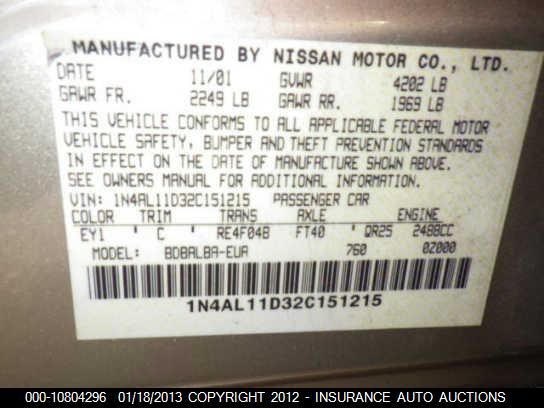 MANUFACTURED BY NISSAN MOTOR CO., LTD.
DATE 11/01 GVWR 4202 LB
GAWR FR. 2249 LB GAWR RR. 1969 LB
THIS VEHICLE CONFORMS TO ALL APPLICABLE FEDERAL MOTOR
VEHICLE SAFETY, BUMPER AND THEFT PREVENTION STANDARDS
IN EFFECT ON THE DATE OF MANUFACTURE SHOWN ABOVE.
SEE OWNERS MANUAL FOR ADDITIONAL INFORMATION.
VIN: 1N4AL11D32C151215 PASSENGER CAR
COLOR TRIM TRANS AXLE ENGINE
EY1 C RE4F04B FT40 QR25 2488CC
MODEL: BDBALBA-EUA 760 0Z000
1N4AL11D32C151215
000-10804296 01/18/2013 COPYRIGHT 2012 - INSURANCE AUTO AUCTIONS